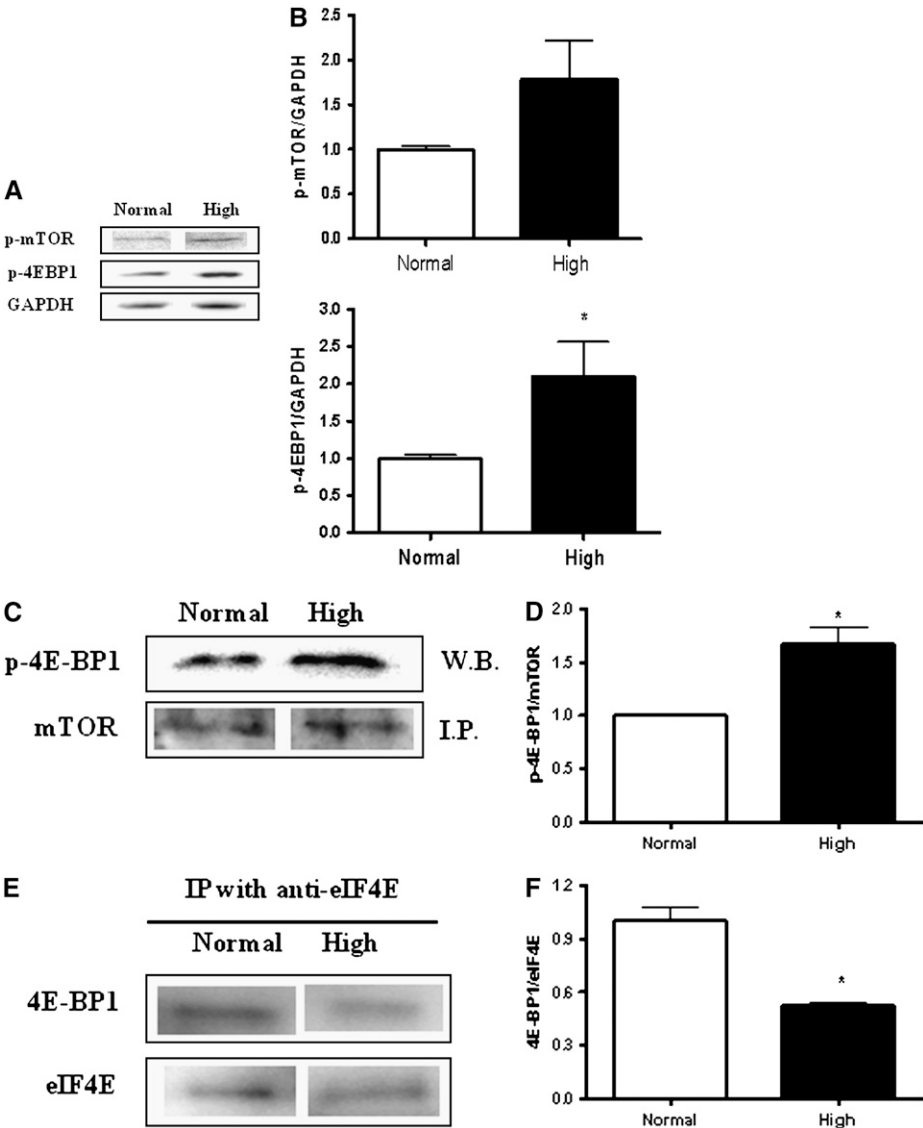 A
Normal High
p-mTOR
p-4EBP1
GAPDH
B
p-mTOR/GAPDH
2.5
2.0
1.5
1.0
0.5
0.0
Normal High
p-4EBP1/GAPDH
3.0
2.5
2.0
1.5
1.0
0.5
0.0
*
Normal High
C
Normal High
p-4E-BP1 W.B.
mTOR I.P.
D
p-4E-BP1/mTOR
2.0
1.5
1.0
0.5
0.0
*
Normal High
E
IP with anti-eIF4E
Normal High
4E-BP1
eIF4E
F
4E-BP1/eIF4E
1.2
0.9
0.6
0.3
0.0
*
Normal High